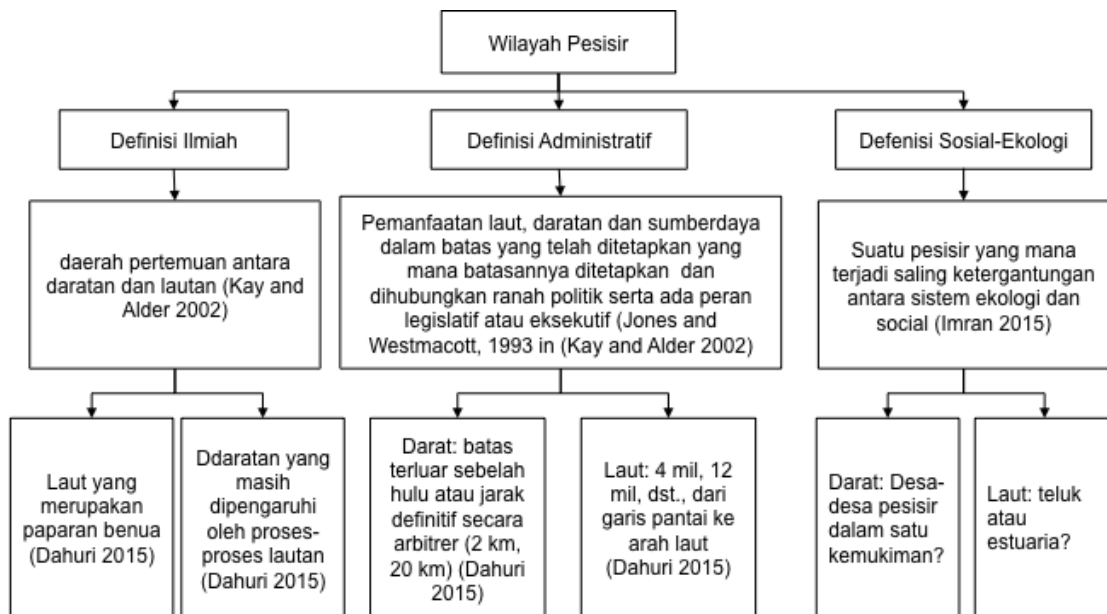 Wilayah Pesisir
Definisi Ilmiah
Definisi Administratif
Defenisi Sosial-Ekologi
daerah pertemuan antara
daratan dan lautan (Kay and
Alder 2002)
Pemanfaatan laut, daratan dan sumberdaya
dalam batas yang telah ditetapkan yang
mana batasannya ditetapkan dan
dihubungkan ranah politik serta ada peran
legislatif atau eksekutif (Jones and
Westmacott, 1993 in (Kay and Alder 2002)
Suatu pesisir yang mana
terjadi saling ketergantungan
antara sistem ekologi dan
social (Imran 2015)
Laut yang
merupakan
paparan benua
(Dahuri 2015)
Ddaratan yang
masih
dipengaruhi
oleh proses-
proses lautan
(Dahuri 2015)
Darat: batas
terluar sebelah
hulu atau jarak
definitif secara
arbitrer (2 km,
20 km) (Dahuri
2015)
Laut: 4 mil, 12
mil, dst., dari
garis pantai ke
arah laut
(Dahuri 2015)
Darat: Desa-
desa pesisir
dalam satu
kemukiman?
Laut: teluk
atau
estuaria?